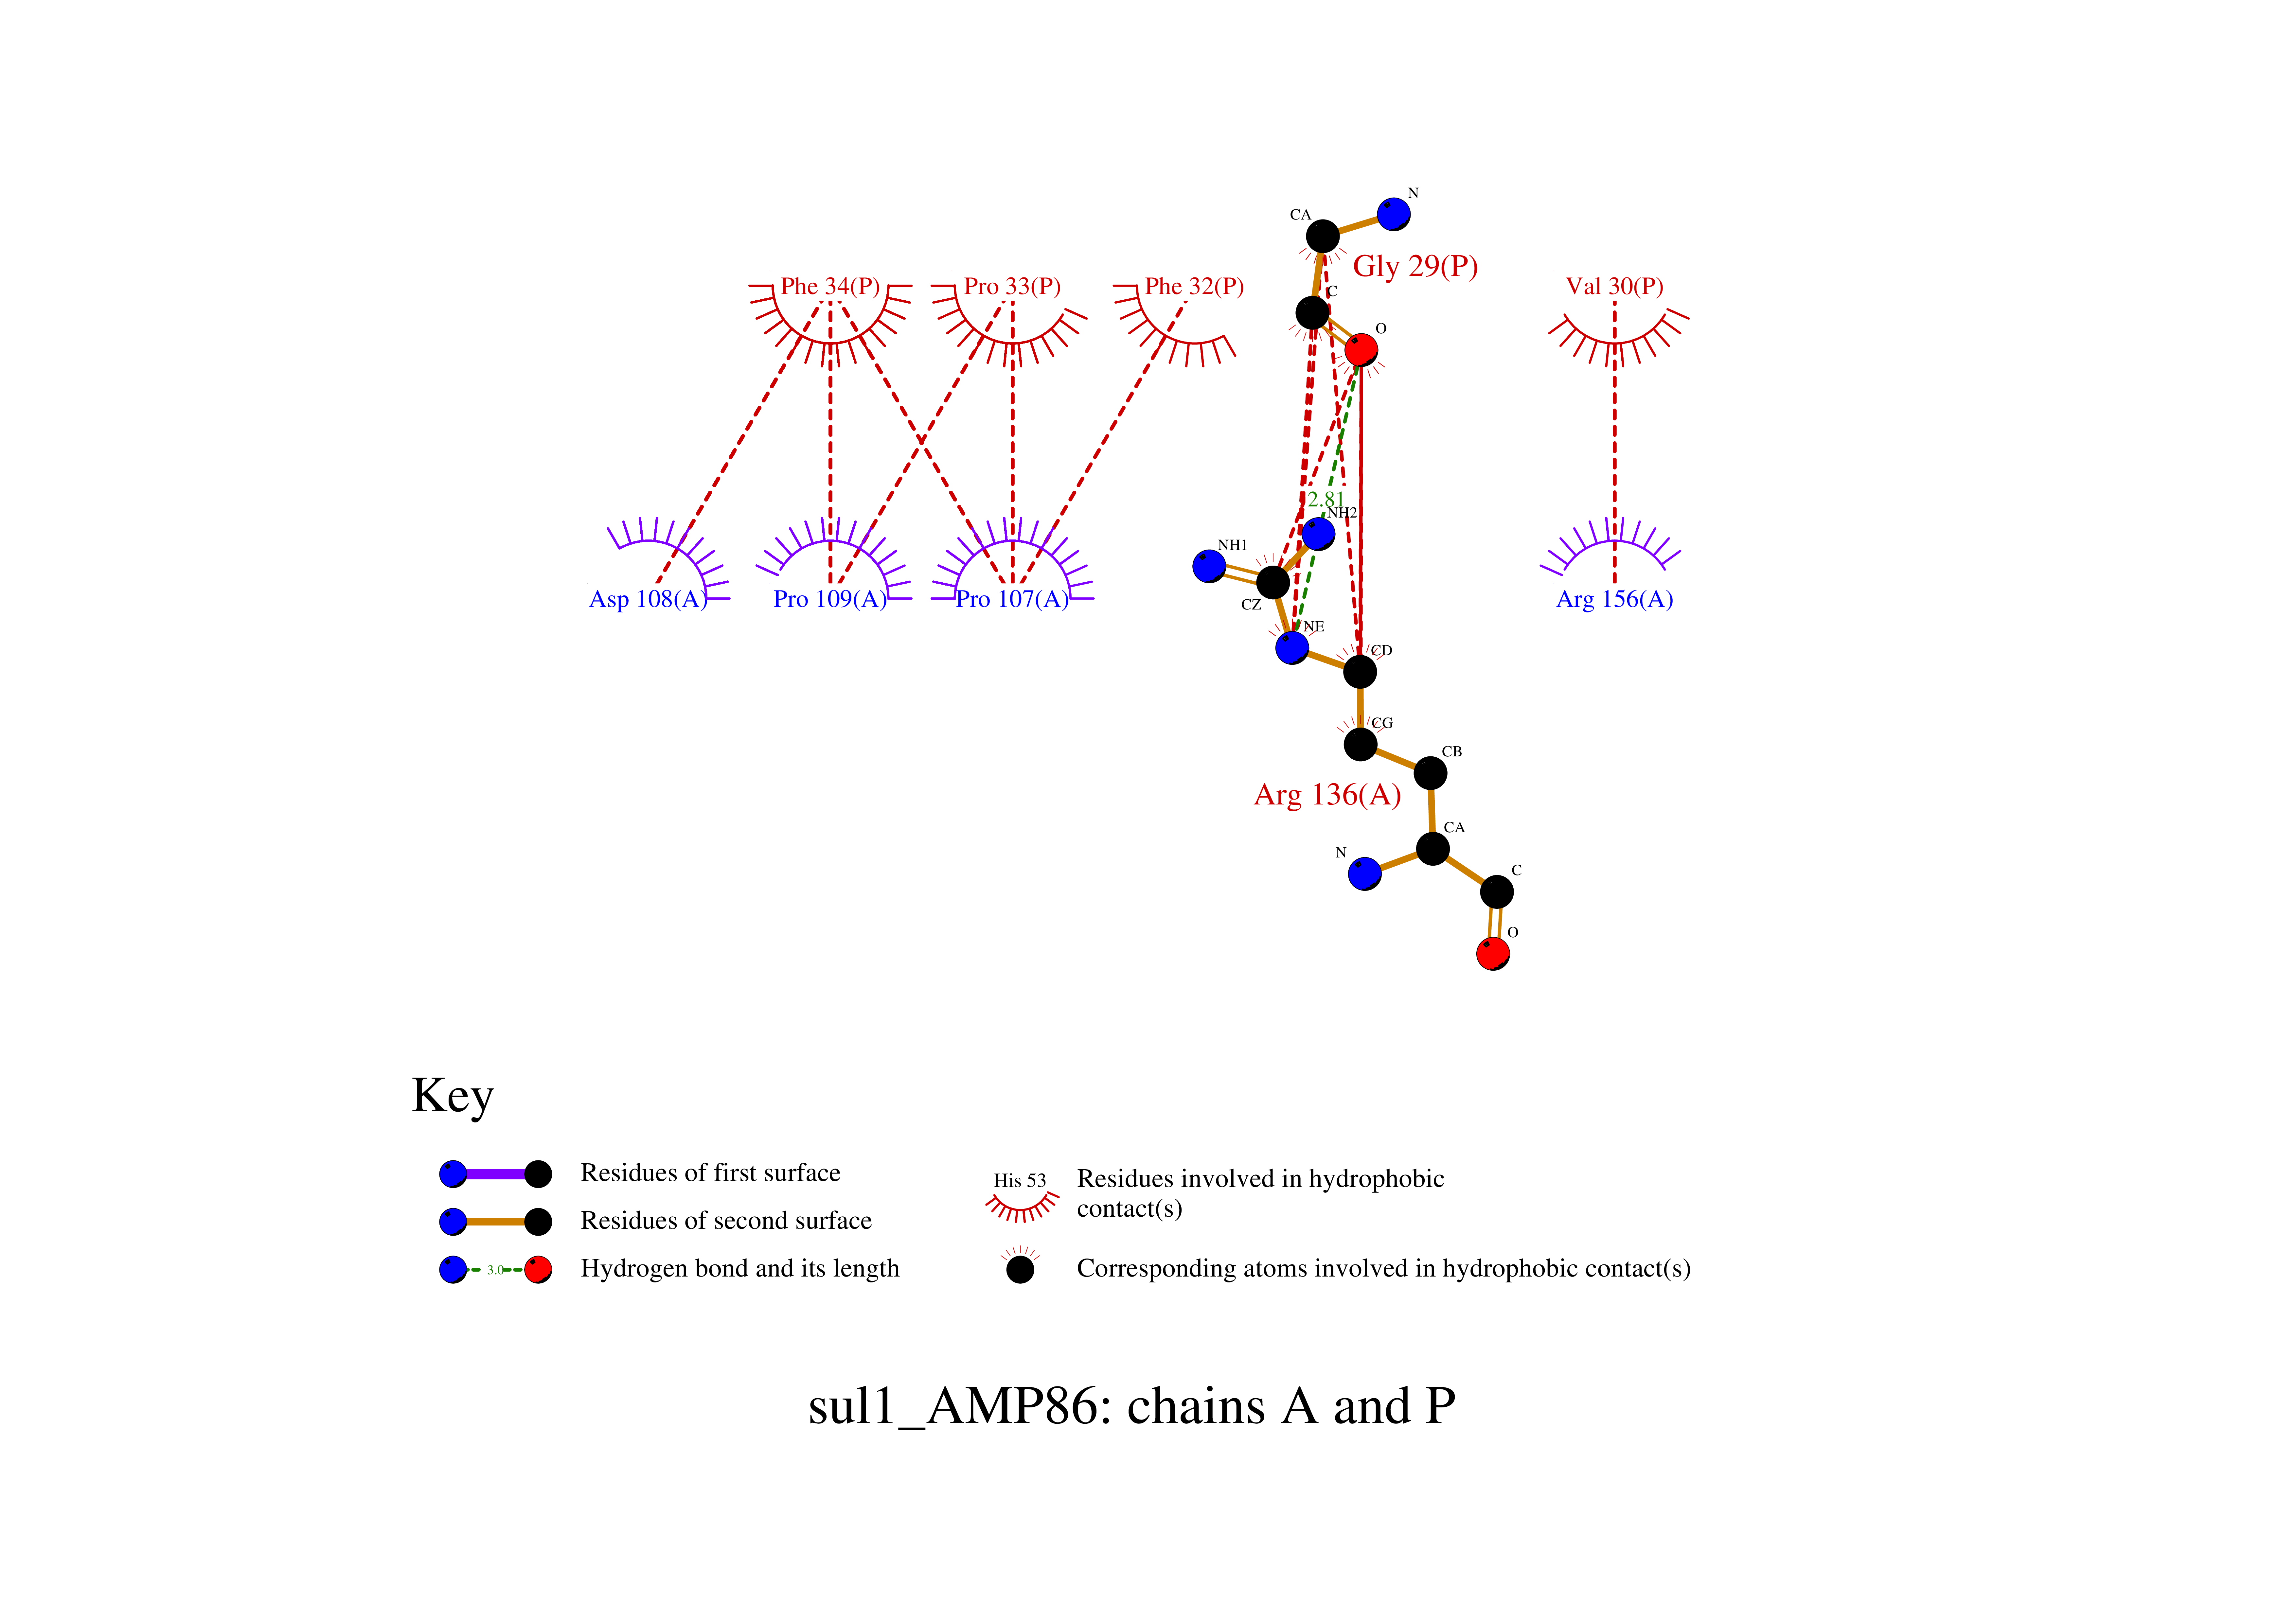 N
CA
Gly 29(P)
Phe 34(P)
Pro 33(P)
Phe 32(P)
C
Val 30(P)
O
2.81
NH2
NH1
Asp 108(A)
Pro 109(A)
Pro 107(A)
CZ
Arg 156(A)
NE
CD
CG
CB
Arg 136(A)
CA
N
C
O
Key
Residues of first surface
Residues of second surface
3.0
Hydrogen bond and its length
His 53
Residues involved in hydrophobic
contact(s)
Corresponding atoms involved in hydrophobic contact(s)
sul1_AMP86: chains A and P